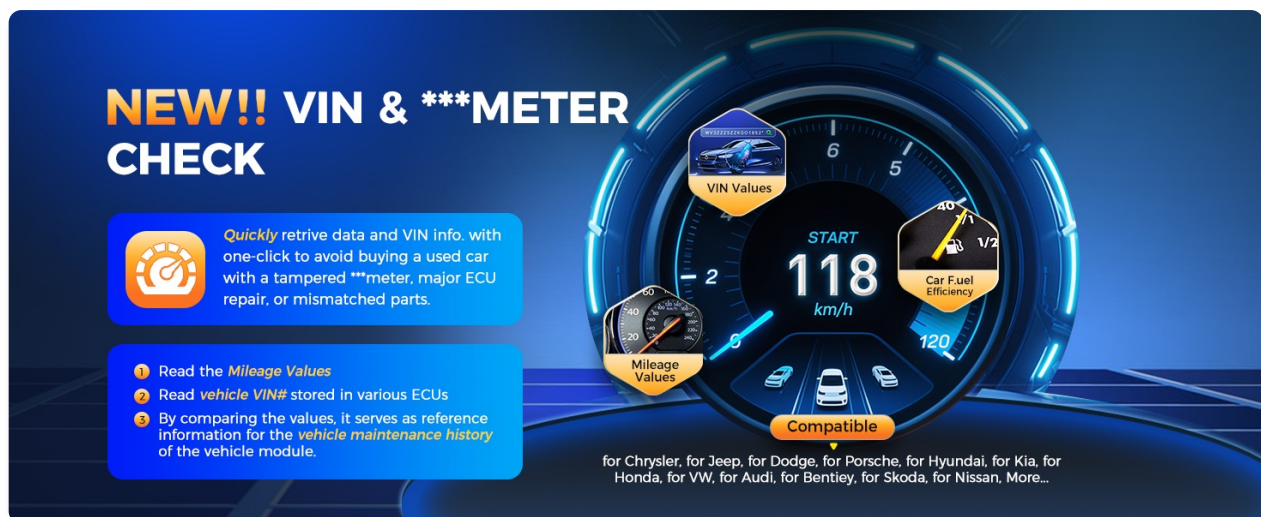 NEW!! VIN & ***METER
CHECK
Quickly retrive data and VIN info. with
one-click to avoid buying a used car
with a tampered ***meter, major ECU
repair, or mismatched parts.
1 Read the Mileage Values
2 Read vehicle VIN# stored in various ECUs
3 By comparing the values, it serves as reference
information for the vehicle maintenance history
of the vehicle module.
VIN Values
6
5
4
2
0
120
START
118
km/h
40
1/1
1/2
Car F.uel
Efficiency
60
40
20
Mileage
Values
Compatible
for Chrysler, for Jeep, for Dodge, for Porsche, for Hyundai, for Kia, for
Honda, for VW, for Audi, for Bentiey, for Skoda, for Nissan, More...